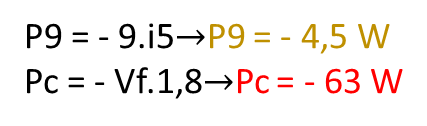 P9 = - 9.i5→P9 = - 4,5 W
Pc = - Vf.1,8→Pc = - 63 W